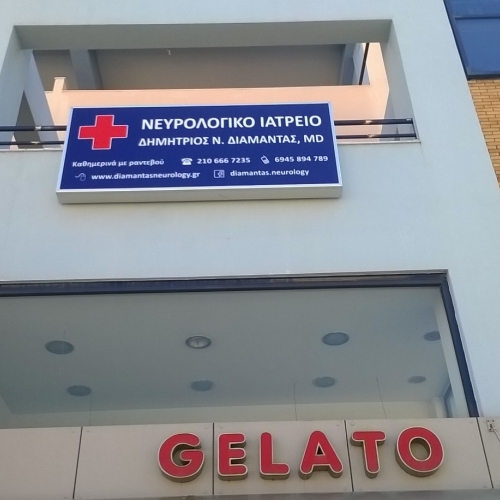 ΝΕΥΡΟΛΟΓΙΚΟ ΙΑΤΡΕΙΟ
ΔΗΜΗΤΡΙΟΣ Ν. ΔΙΑΜΑΝΤΑΣ, MD
Καθημερινά με ραντεβού 210 666 7235 6945 894 789
www.diamantasneurology.gr diamantas.neurology
GELATO